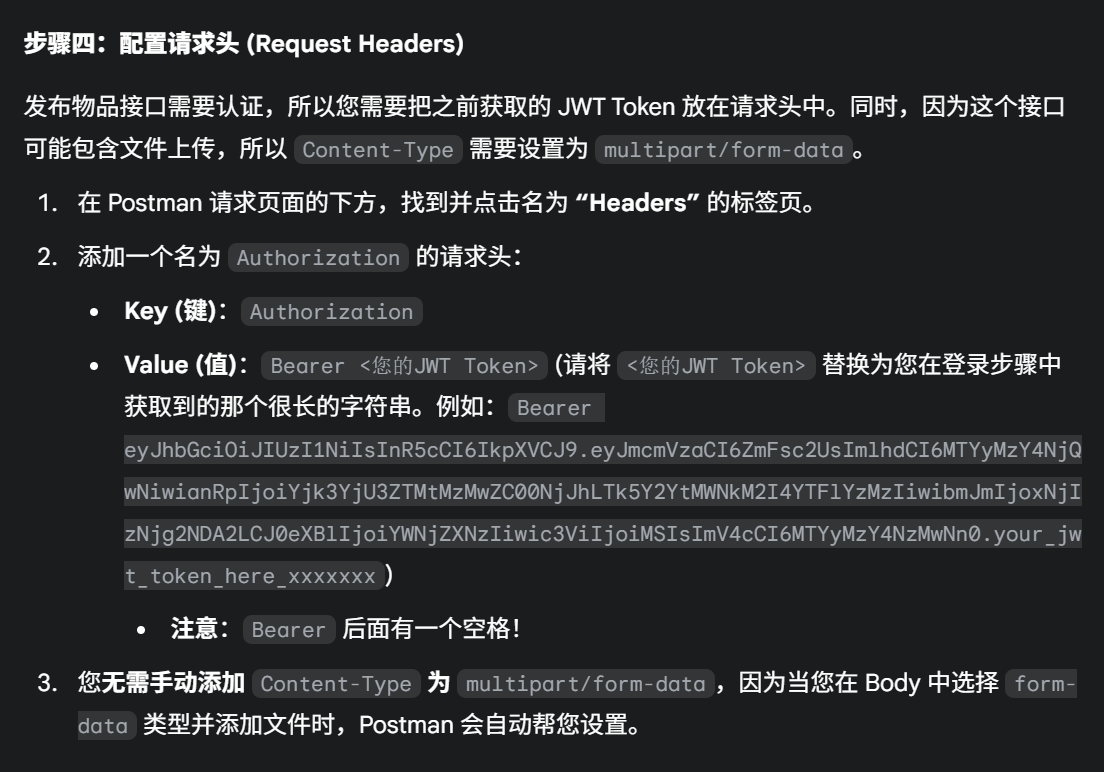 步骤四：配置请求头 (Request Headers)
发布物品接口需要认证，所以您需要把之前获取的 JWT Token 放在请求头中。同时，因为这个接口
可能包含文件上传，所以 Content-Type 需要设置为 multipart/form-data。
1. 在 Postman 请求页面的下方，找到并点击名为 “Headers” 的标签页。
2. 添加一个名为 Authorization 的请求头：
• Key (键)： Authorization
• Value (值)： Bearer <您的JWT Token> (请将 <您的JWT Token> 替换为您在登录步骤中
获取到的那个很长的字符串。例如： Bearer
eyJhbGciOiJIUzI1NiIsInR5cCI6IkpXVCJ9.eyJmcmVzaCI6ZmFsc2UsImlhdCI6MTYyMzY4NjQ
wNiwianRpIjoiYjk3YjU3ZTMtMzMwZC00NjJhLTk5Y2YtMWNkM2I4YTFlYzMzIiwibmJmIjoxNjI
zNjg2NDA2LCJ0eXBlIjoiYWNjZXNzIiwic3ViIjoiMSIsImV4cCI6MTYyMzY4NzMwNn0.your_jw
t_token_here_xxxxxxx )
• 注意： Bearer 后面有一个空格！
3. 您无需手动添加 Content-Type 为 multipart/form-data，因为当您在 Body 中选择 form-
data 类型并添加文件时，Postman 会自动帮您设置。